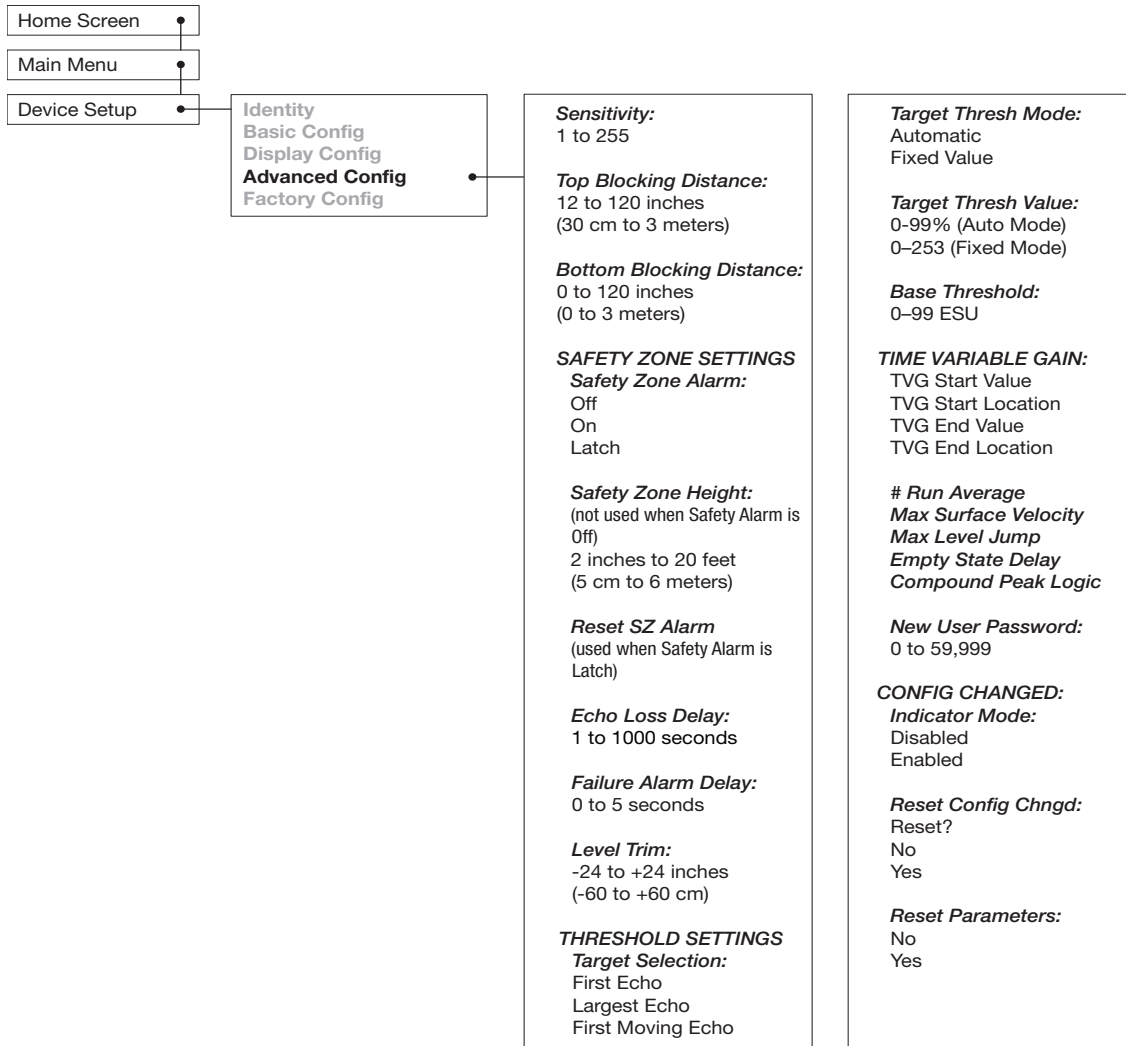 Home Screen
Main Menu
Device Setup
Identity
Basic Config
Display Config
Advanced Config
Factory Config
Sensitivity:
1 to 255
Top Blocking Distance:
12 to 120 inches
(30 cm to 3 meters)
Bottom Blocking Distance:
0 to 120 inches
(0 to 3 meters)
SAFETY ZONE SETTINGS
Safety Zone Alarm:
Off
On
Latch
Safety Zone Height:
(not used when Safety Alarm is
Off)
2 inches to 20 feet
(5 cm to 6 meters)
Reset SZ Alarm
(used when Safety Alarm is
Latch)
Echo Loss Delay:
1 to 1000 seconds
Failure Alarm Delay:
0 to 5 seconds
Level Trim:
-24 to +24 inches
(-60 to +60 cm)
THRESHOLD SETTINGS
Target Selection:
First Echo
Largest Echo
First Moving Echo
Target Thresh Mode:
Automatic
Fixed Value
Target Thresh Value:
0-99% (Auto Mode)
0–253 (Fixed Mode)
Base Threshold:
0–99 ESU
TIME VARIABLE GAIN:
TVG Start Value
TVG Start Location
TVG End Value
TVG End Location
# Run Average
Max Surface Velocity
Max Level Jump
Empty State Delay
Compound Peak Logic
New User Password:
0 to 59,999
CONFIG CHANGED:
Indicator Mode:
Disabled
Enabled
Reset Config Chngd:
Reset?
No
Yes
Reset Parameters:
No
Yes